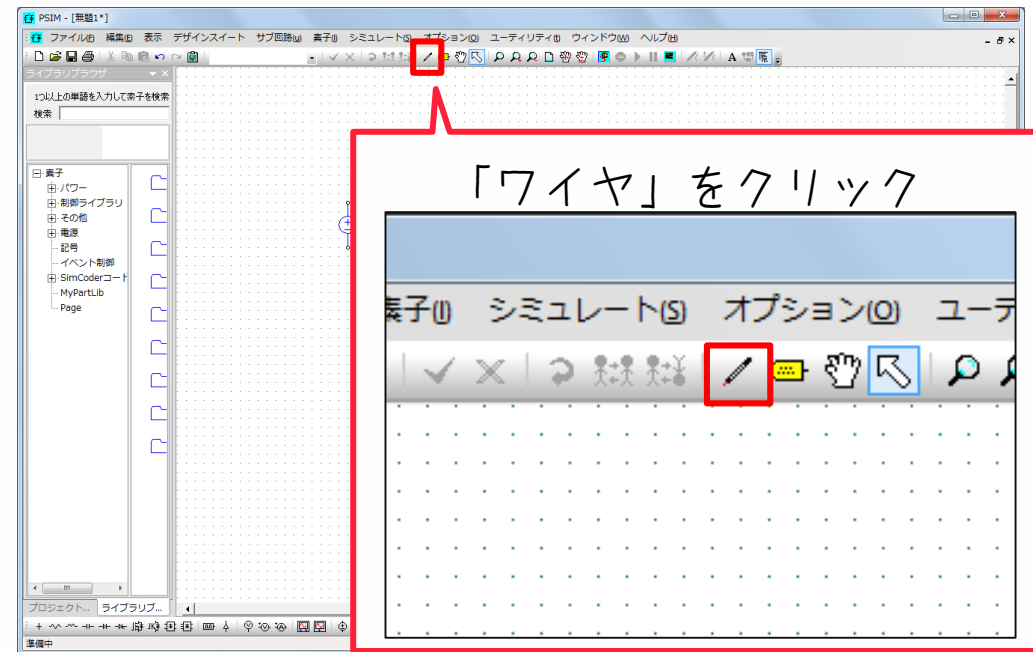 PSIM - [無題1*]
ファイル(F) 編集(E) 表示 デザインスイート サブ回路(U) 素子(I) シミュレート(S) オプション(O) ユーティリティ(I) ウィンドウ(W) ヘルプ(H)
ライブラリブラウザ
1つ以上の単語を入力して素子を検索
検索
素子
パワー
制御ライブラリ
その他
電源
記号
イベント制御
SimCoderコート
MyPartLib
Page
「ワイヤ」をクリック
素子(I) シミュレート(S) オプション(O) ユーテ
プロジェクト... ライブラリブ...
準備中